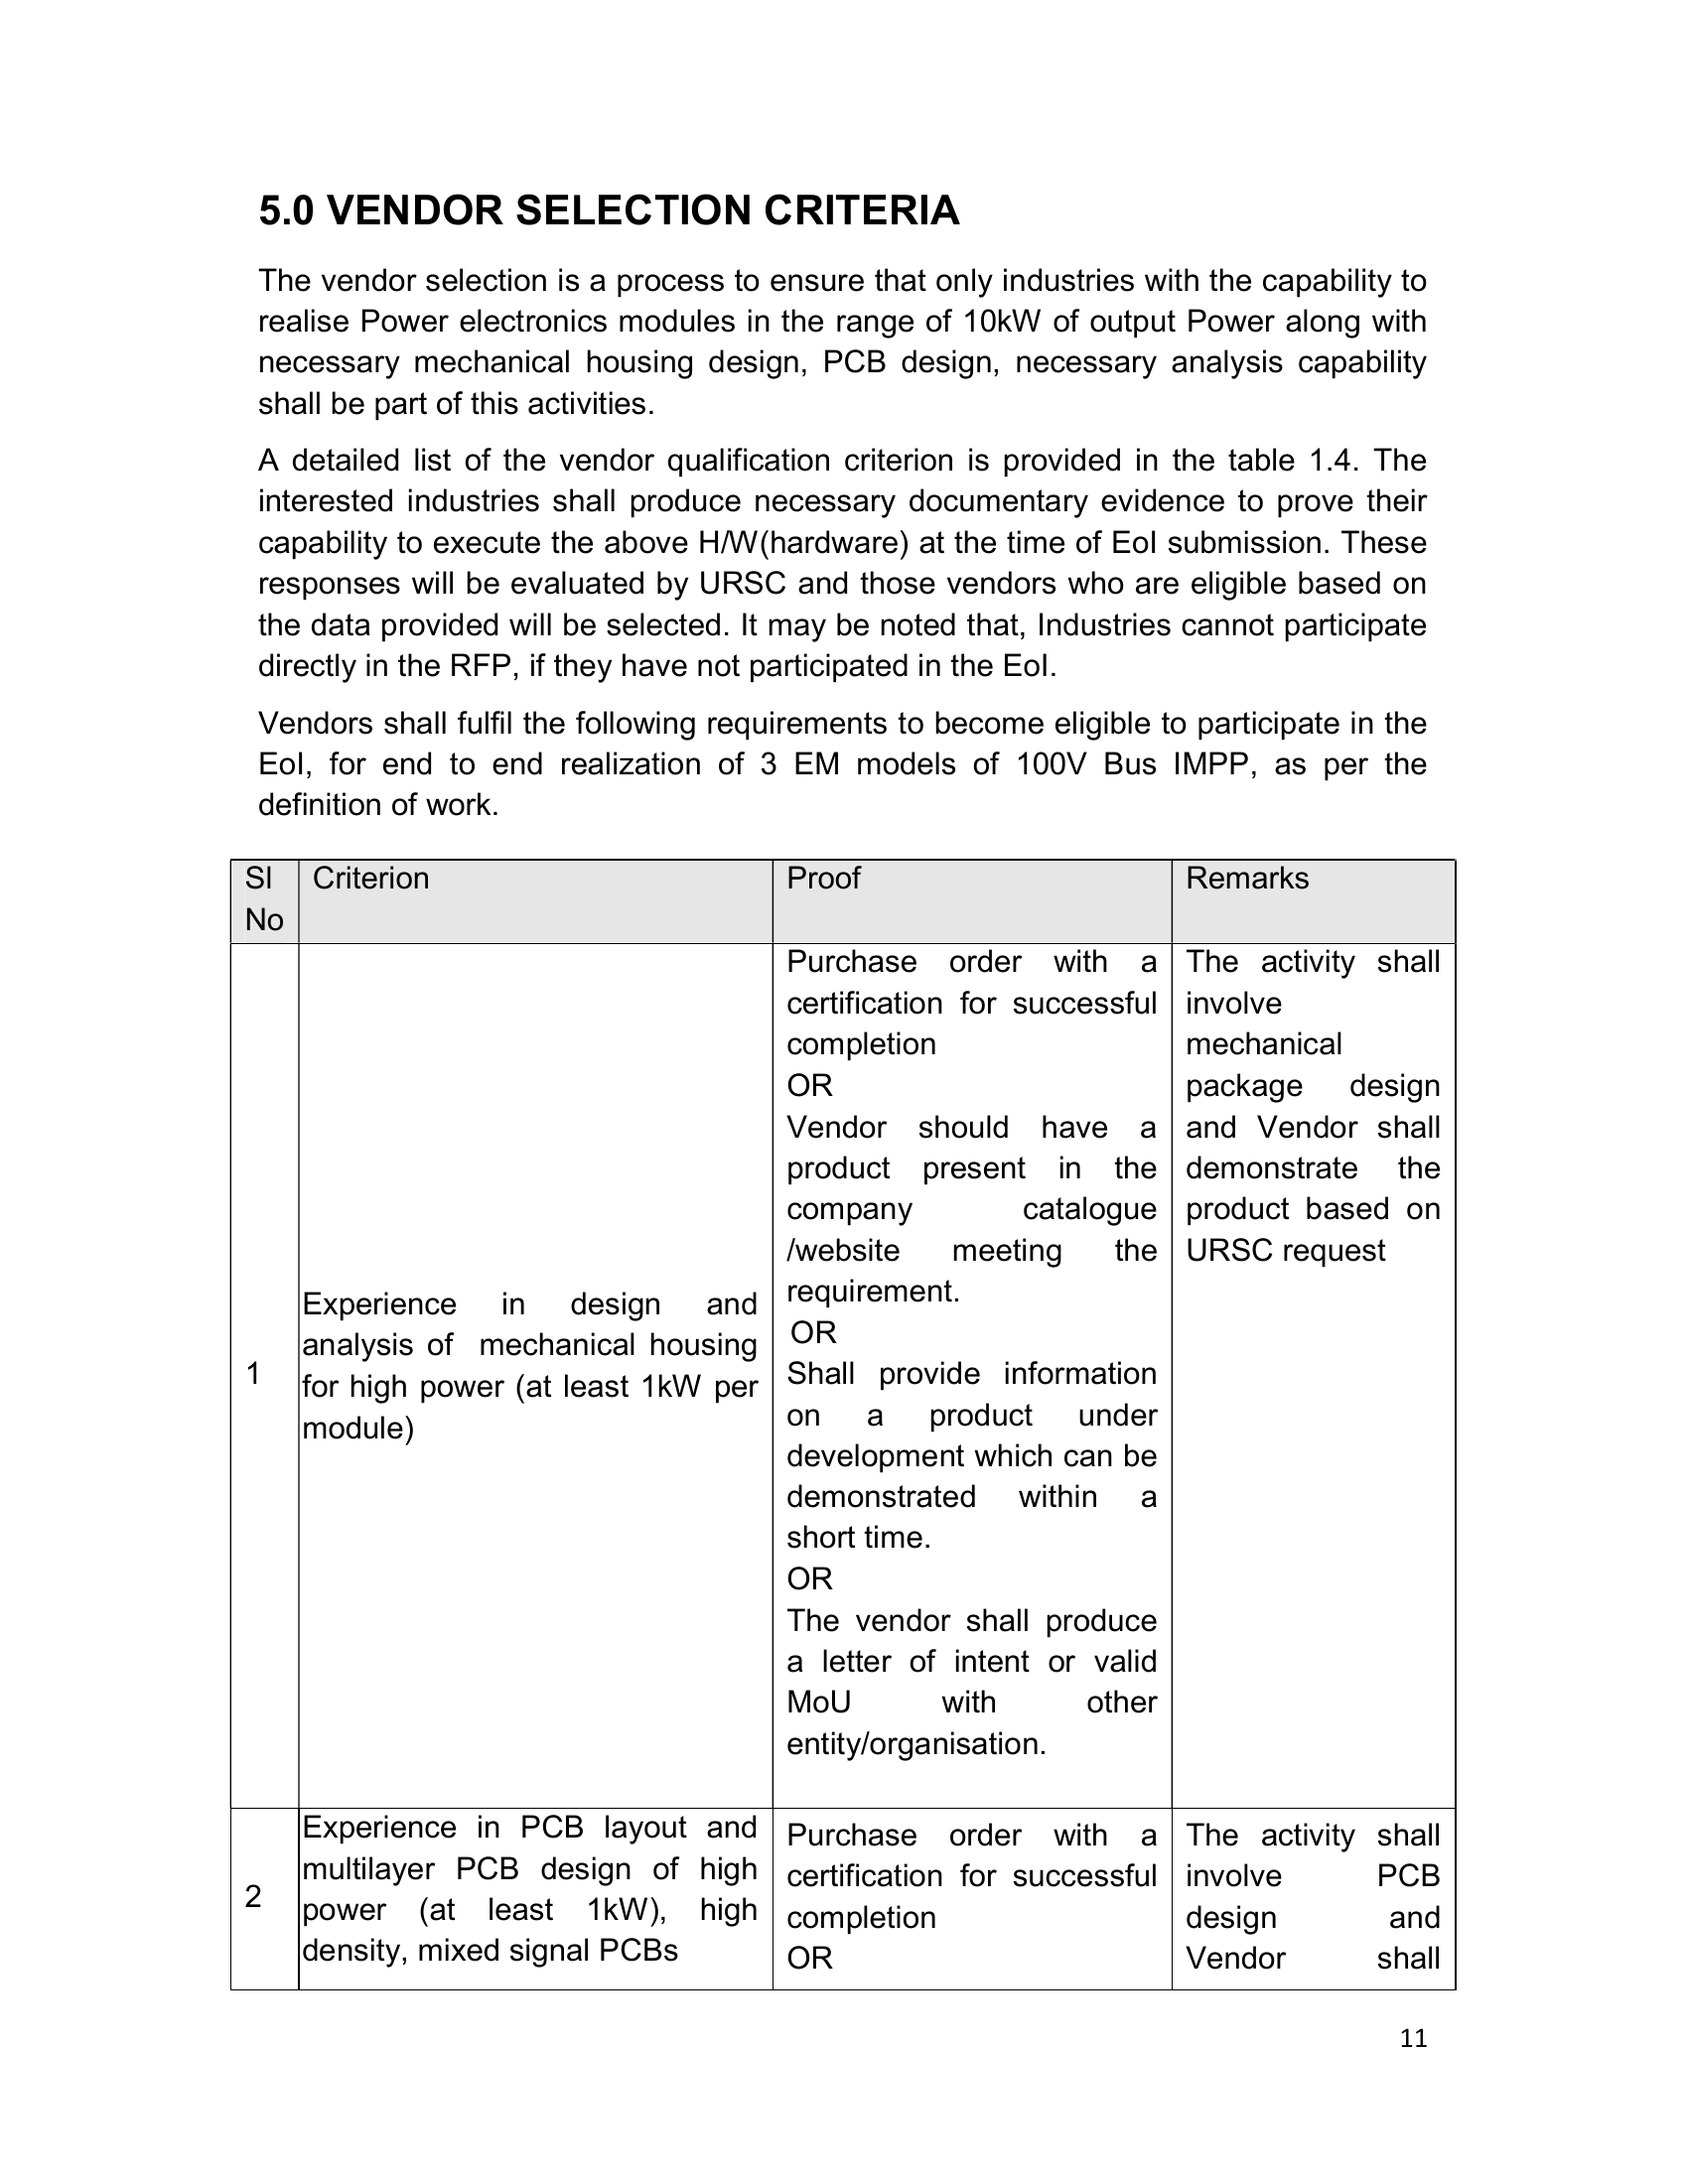 5.0 VENDOR SELECTION CRITERIA
The vendor selection is a process to ensure that only industries with the capability to
realise Power electronics modules in the range of 10kW of output Power along with
necessary mechanical housing design, PCB design, necessary analysis capability
shall be part of this activities.
A detailed list of the vendor qualification criterion is provided in the table 1.4. The
interested industries shall produce necessary documentary evidence to prove their
capability to execute the above H/W(hardware) at the time of EoI submission. These
responses will be evaluated by URSC and those vendors who are eligible based on
the data provided will be selected. It may be noted that, Industries cannot participate
directly in the RFP, if they have not participated in the EoI.
Vendors shall fulfil the following requirements to become eligible to participate in the
EoI, for end to end realization of 3 EM models of 100V Bus IMPP, as per the
definition of work.
Sl
No
Criterion
Proof
Remarks
1
Experience in design and
analysis of mechanical housing
for high power (at least 1kW per
module)
Purchase order with a
certification for successful
completion
OR
Vendor should have a
product present in the
company catalogue
/website meeting the
requirement.
OR
Shall provide information
on a product under
development which can be
demonstrated within a
short time.
OR
The vendor shall produce
a letter of intent or valid
MoU with other
entity/organisation.
The activity shall
involve
mechanical
package design
and Vendor shall
demonstrate the
product based on
URSC request
2
Experience in PCB layout and
multilayer PCB design of high
power (at least 1kW), high
density, mixed signal PCBs
Purchase order with a
certification for successful
completion
OR
The activity shall
involve PCB
design and
Vendor shall
11